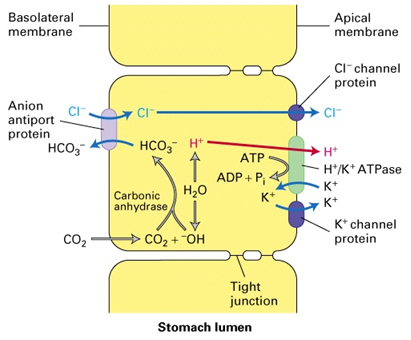 Basolateral
membrane
Apical
membrane
Cl⁻ channel
protein
Cl⁻
Cl⁻
Cl⁻
Anion
antiport
protein
HCO₃⁻
HCO₃⁻
H⁺
H⁺
ATP
ADP + Pᵢ
H⁺/K⁺ ATPase
K⁺
K⁺
K⁺
H₂O
Carbonic
anhydrase
K⁺ channel
protein
CO₂
CO₂ + ⁻OH
Tight
junction
Stomach lumen